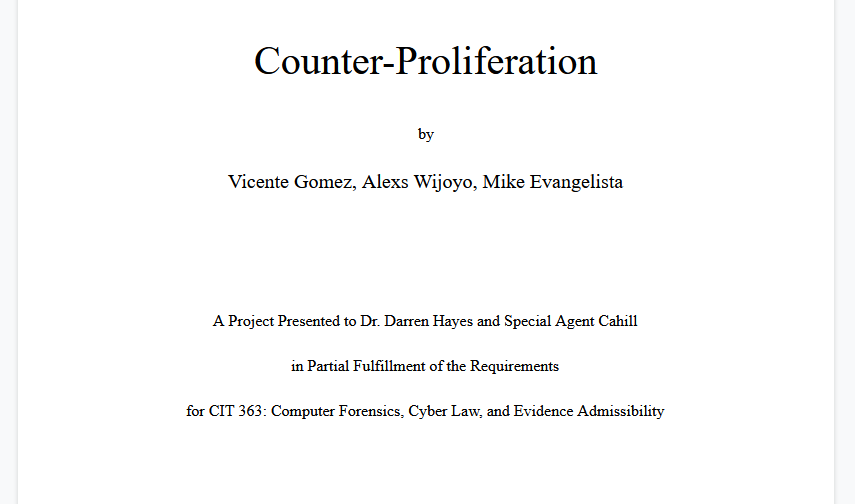 Counter-Proliferation
by
Vicente Gomez, Alexs Wijoyo, Mike Evangelista
A Project Presented to Dr. Darren Hayes and Special Agent Cahill
in Partial Fulfillment of the Requirements
for CIT 363: Computer Forensics, Cyber Law, and Evidence Admissibility